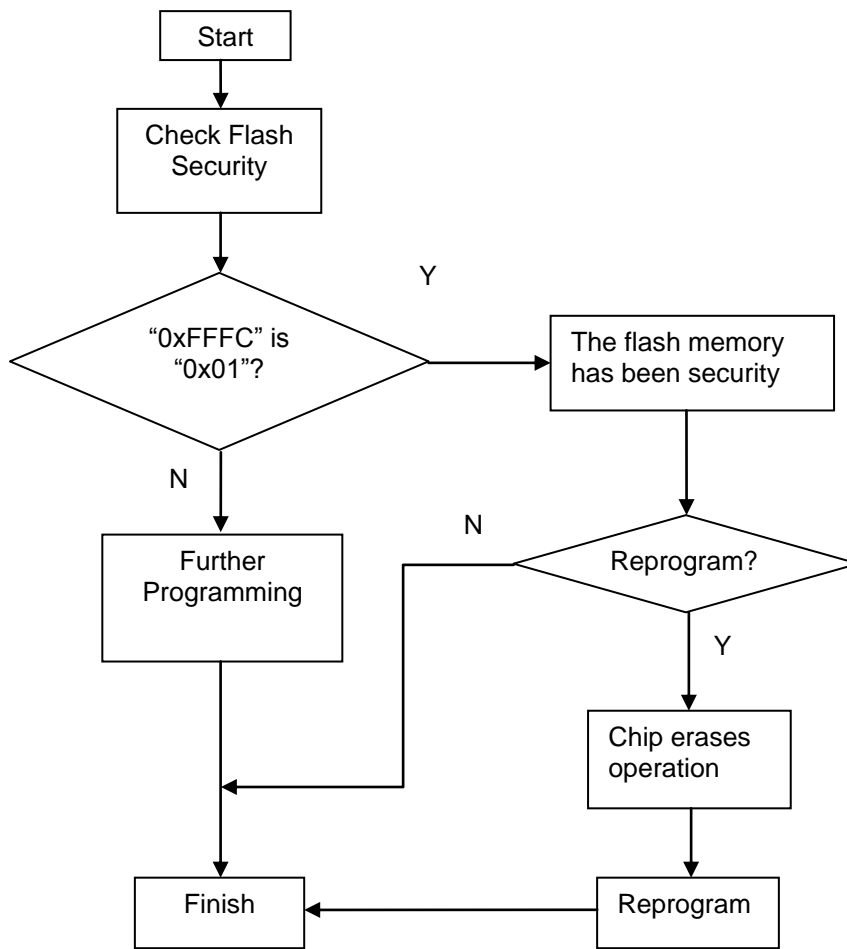 Start
Check Flash
Security
Y
“0xFFFC” is
“0x01”?
The flash memory
has been security
N
N
Further
Programming
Reprogram?
Y
Chip erases
operation
Finish
Reprogram